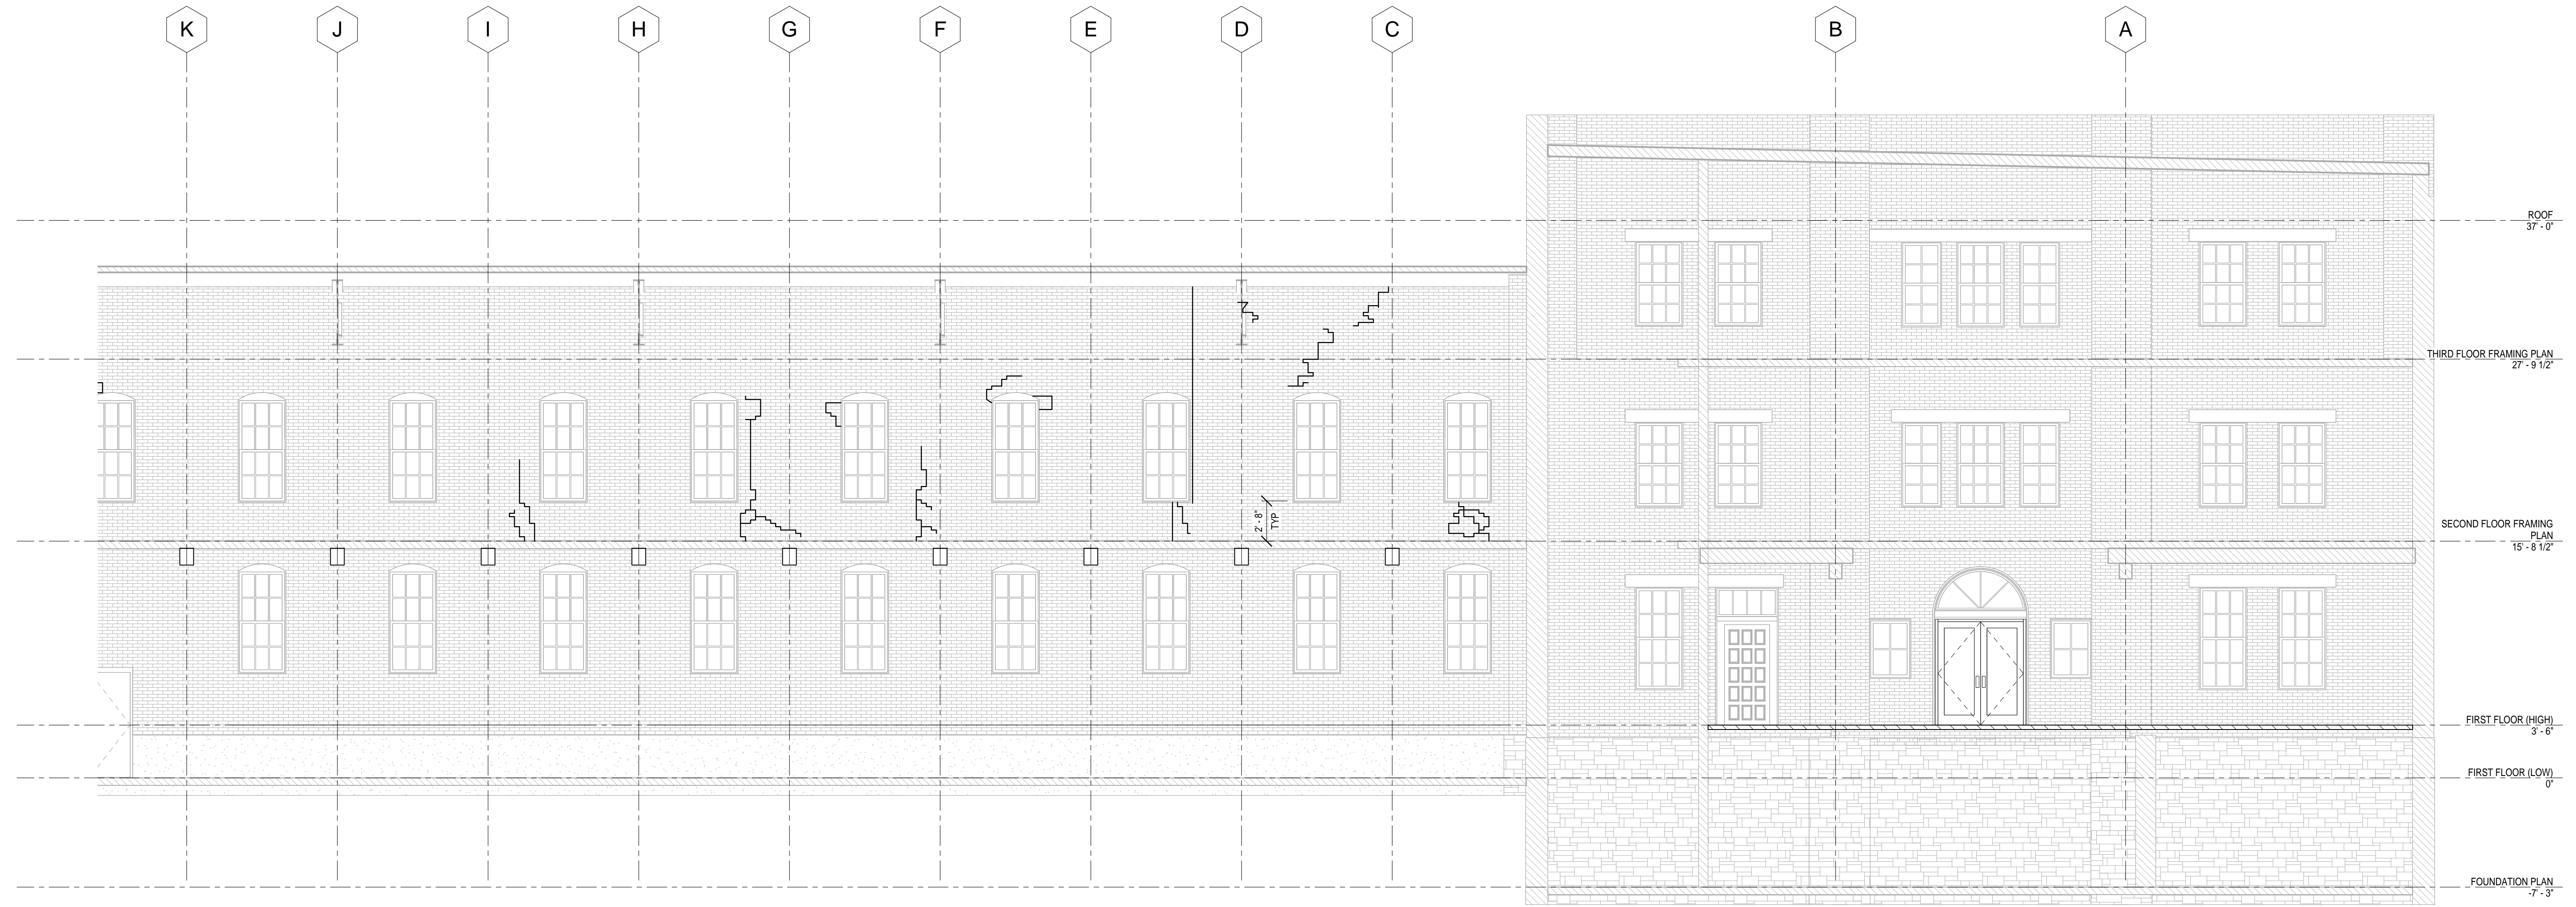 K J I H G F E D C B A
ROOF
37' - 0"
THIRD FLOOR FRAMING PLAN
27' - 9 1/2"
2' - 8"
TYP
SECOND FLOOR FRAMING
PLAN
15' - 8 1/2"
FIRST FLOOR (HIGH)
3' - 6"
FIRST FLOOR (LOW)
0"
FOUNDATION PLAN
-7' - 3"